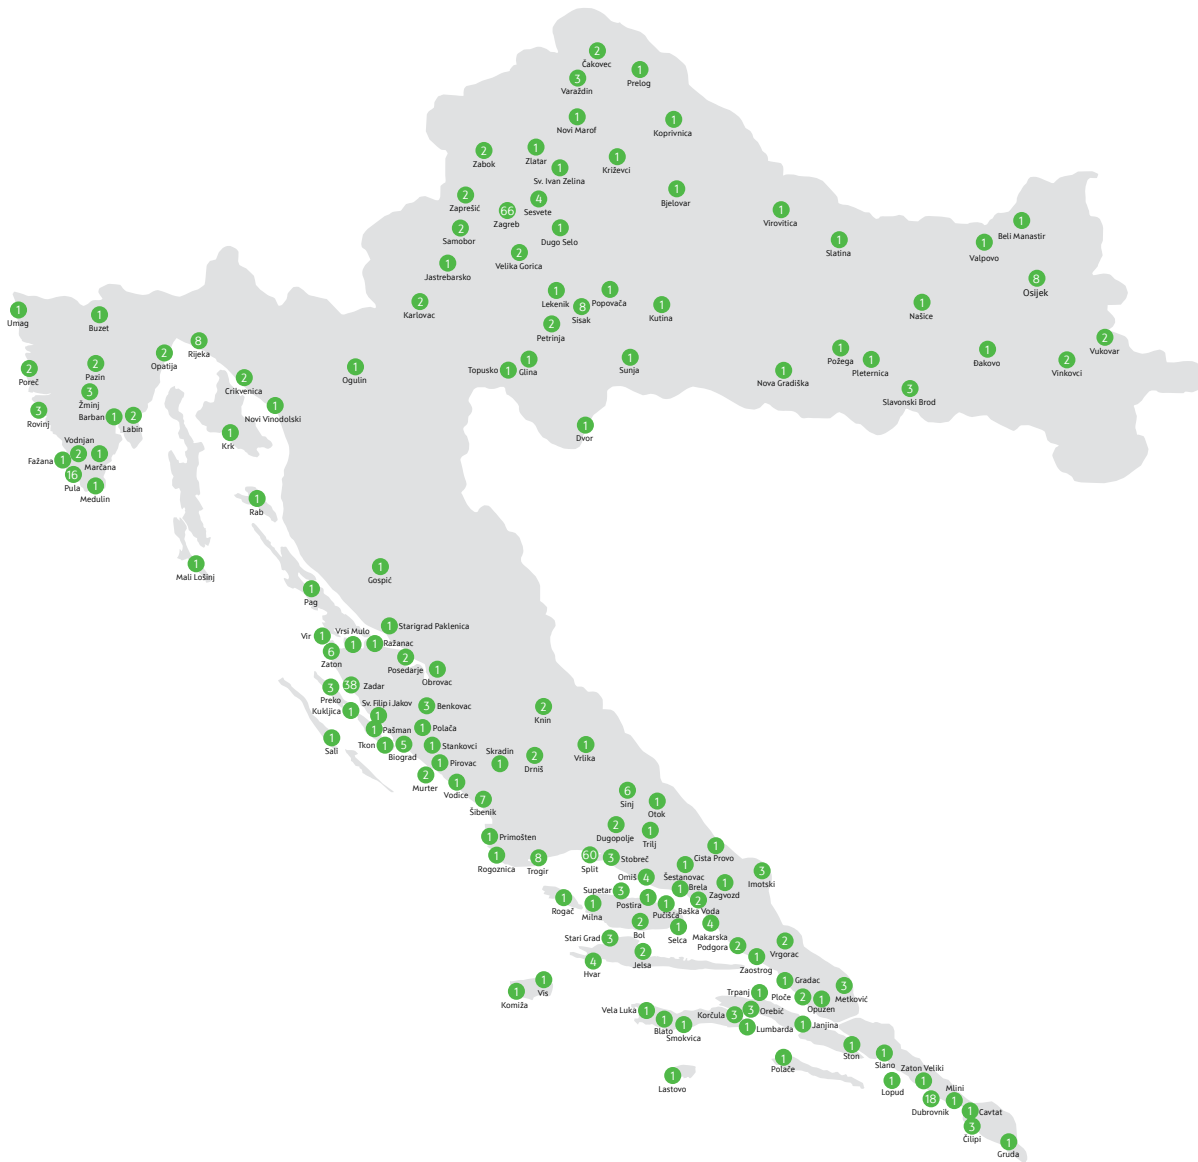 2
Čakovec
1
Prelog
3
Varaždin
1
Novi Marof
1
Koprivnica
2
Zabok
1
Zlatar
1
Sv. Ivan Zelina
1
Križevci
1
Bjelovar
2
Zaprešić
66
Zagreb
4
Sesvete
1
Dugo Selo
2
Samobor
2
Velika Gorica
1
Jastrebarsko
1
Virovitica
1
Slatina
1
Beli Manastir
1
Valpovo
8
Osijek
2
Karlovac
1
Lekenik
8
Sisak
1
Popovača
1
Kutina
2
Petrinja
1
Našice
1
Umag
1
Buzet
8
Rijeka
2
Opatija
2
Poreč
2
Pazin
3
Žminj
3
Rovinj
Barban 1
2
Labin
2
Crikvenica
1
Novi Vinodolski
1
Krk
1
Ogulin
Topusko 1
1
Glina
1
Sunja
1
Dvor
1
Nova Gradiška
1
Požega
1
Pleternica
3
Slavonski Brod
1
Đakovo
2
Vinkovci
2
Vukovar
Vodnjan
2
Fažana 1
1
Marčana
16
Pula
1
Medulin
1
Rab
1
Mali Lošinj
1
Gospić
1
Pag
1 Starigrad Paklenica
Vir 1
Vrsi Mulo
1
1 Ražanac
6
Zaton
2
Posedarje
1
Obrovac
3
Preko
38 Zadar
Kukljica 1
Sv. Filip i Jakov
1
3 Benkovac
1 Pašman
1 Polača
1
Sali
Tkon 1
5
Biograd
1 Stankovci
1 Pirovac
2
Murter
1
Vodice
Skradin
1
2
Knin
2
Drniš
1
Vrlika
7
Šibenik
1 Primošten
1
Rogoznica
8
Trogir
6
Sinj
1
Otok
2
Dugopolje
1
Trilj
60
Split
3 Stobreč
1
Cista Provo
1
Šestanovac
3
Imotski
Omiš 4
1 Brela
1
Zagvozd
Supetar 3
1
Rogač
1
Milna
1
Postira
1
Pučišća
2
Baška Voda
2
Bol
1
Selca
4
Makarska
Podgora 2
Stari Grad 3
2
Jelsa
4
Hvar
1
Zaostrog
2
Vrgorac
1
Vis
1
Komiža
1 Gradac
Trpanj 1
2
Ploče
1
Opuzen
3
Metković
Vela Luka 1
1
Blato
1
Smokvica
Korčula 3
3 Orebić
1 Lumbarda
1 Janjina
1
Ston
1
Slano
1
Polače
1
Lastovo
1
Lopud
Zaton Veliki
1
18
Dubrovnik
Mlini
1
1 Cavtat
3
Čilipi
1
Gruda